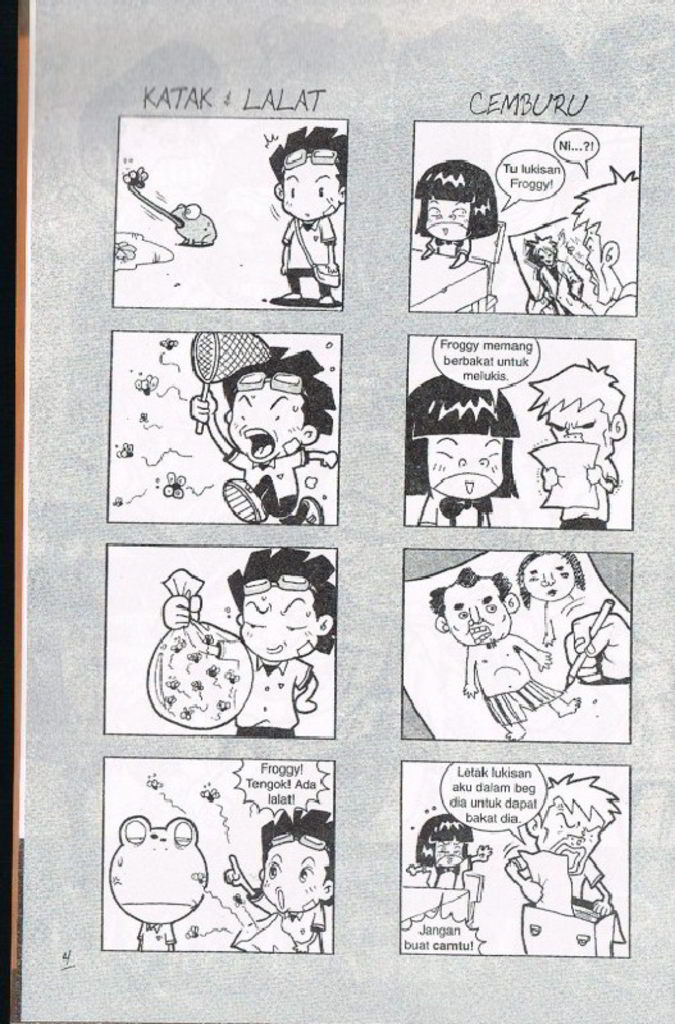 KATAK & LALAT
Froggy!
Tengok! Ada
lalat!
CEMBURU
Ni...?!
Tu lukisan
Froggy!
Froggy memang
berbakat untuk
melukis.
Letak lukisan
aku dalam beg
dia untuk dapat
bakat dia.
Jangan
buat camtu!
4